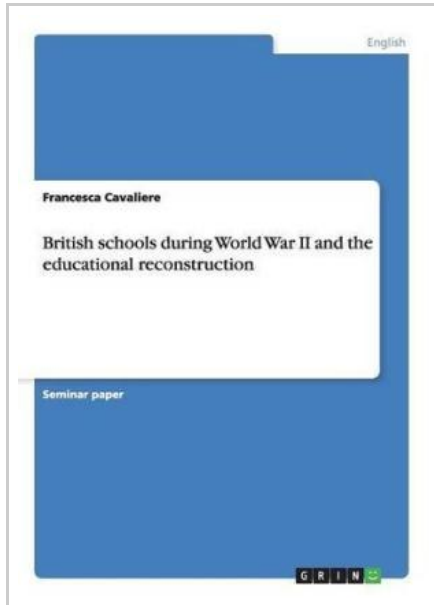 English
Francesca Cavaliere
British schools during World War II and the
educational reconstruction
Seminar paper
GRIN